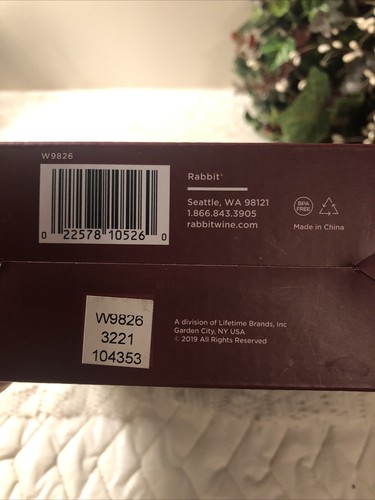 W9826
0 22578 10526 0
Rabbit®
Seattle, WA 98121
1.866.843.3905
rabbitwine.com
BPA
FREE
Made in China
W9826
3221
104353
A division of Lifetime Brands, Inc
Garden City, NY USA
© 2019 All Rights Reserved